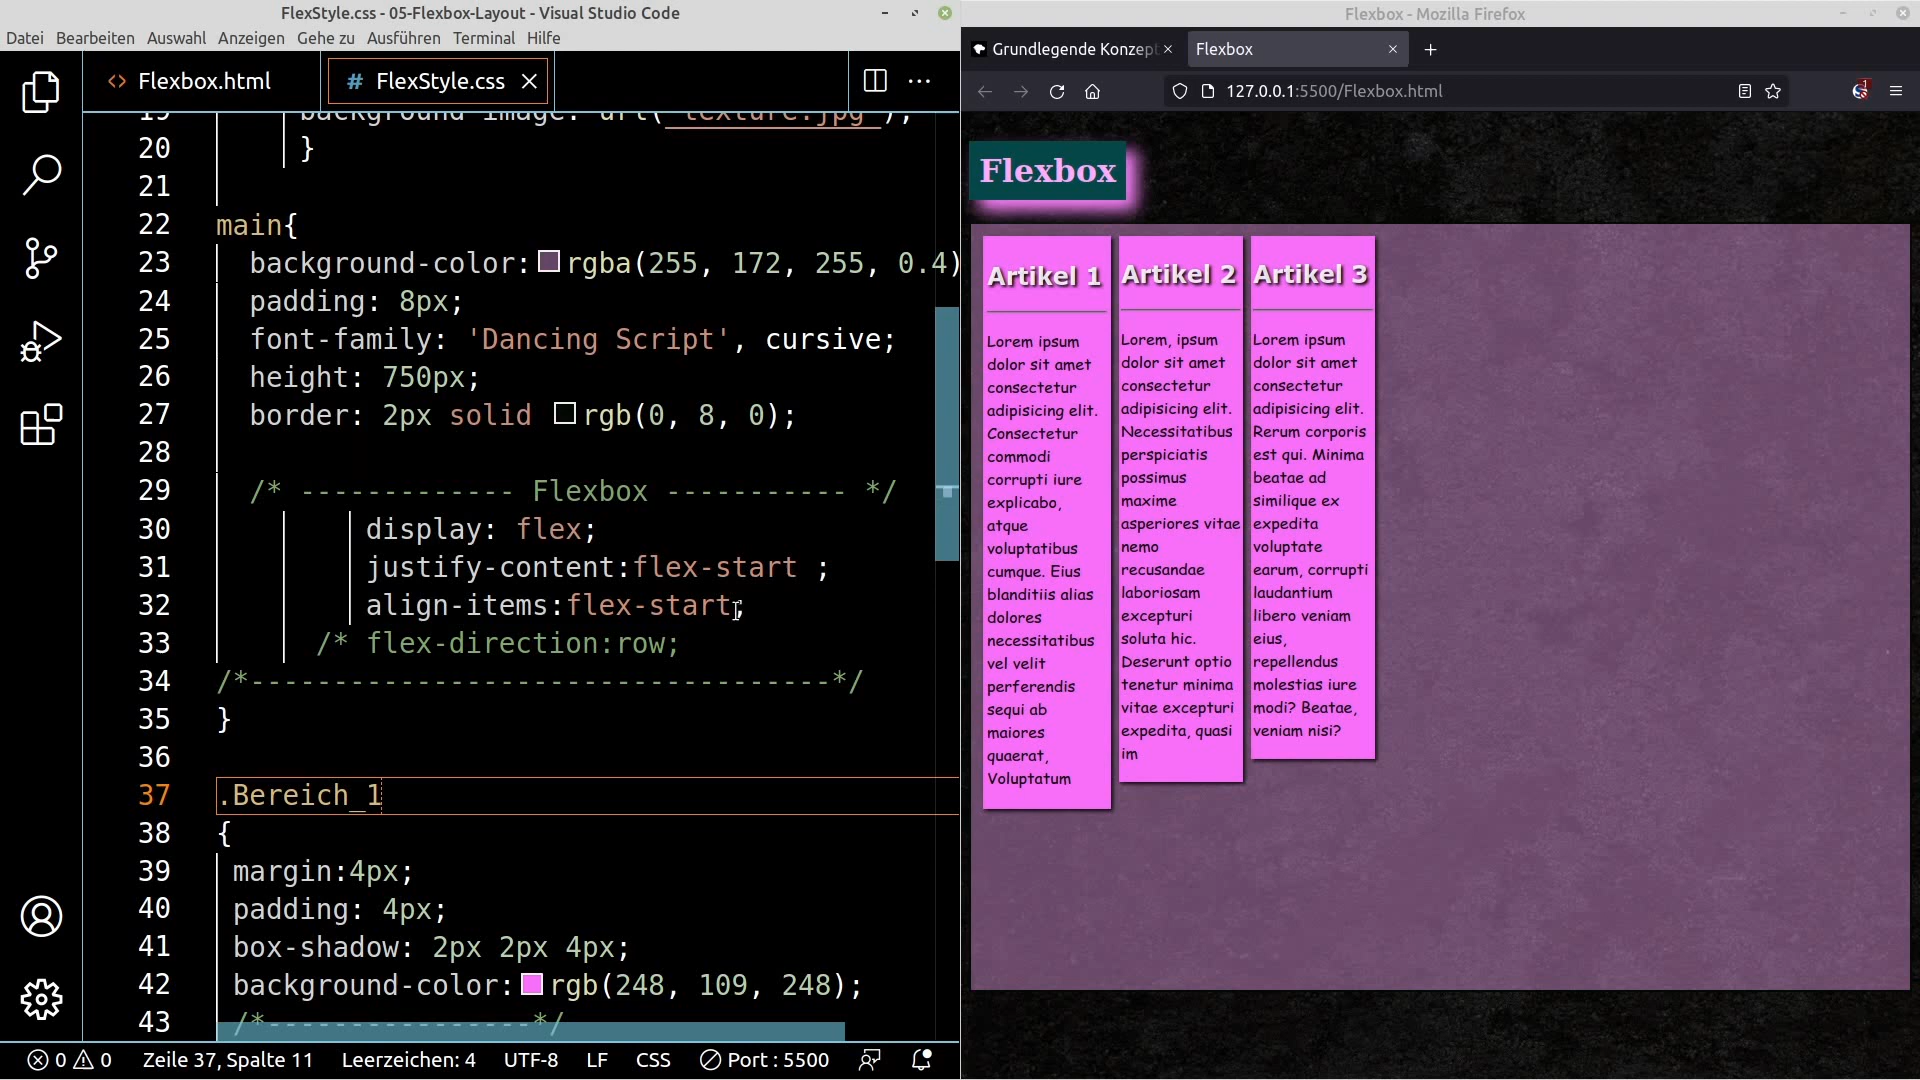 FlexStyle.css - 05-Flexbox-Layout - Visual Studio Code
Datei Bearbeiten Auswahl Anzeigen Gehe zu Ausführen Terminal Hilfe
Flexbox.html
# FlexStyle.css
19 background-image: url("texture.jpg");
20 }
21
22 main{
23 background-color: rgba(255, 172, 255, 0.4)
24 padding: 8px;
25 font-family: 'Dancing Script', cursive;
26 height: 750px;
27 border: 2px solid rgb(0, 8, 0);
28
29 /* ------------- Flexbox ----------- */
30 display: flex;
31 justify-content:flex-start ;
32 align-items:flex-start;
33 /* flex-direction:row;
34 /*-----------------------------------*/
35 }
36
37 .Bereich_1
38 {
39 margin:4px;
40 padding: 4px;
41 box-shadow: 2px 2px 4px;
42 background-color: rgb(248, 109, 248);
43 /*----------------*/
0 0 Zeile 37, Spalte 11 Leerzeichen: 4 UTF-8 LF CSS Port : 5500
Flexbox - Mozilla Firefox
Grundlegende Konzept
Flexbox
127.0.0.1:5500/Flexbox.html
1
Flexbox
Artikel 1
Lorem ipsum
dolor sit amet
consectetur
adipisicing elit.
Consectetur
commodi
corrupti iure
explicabo,
atque
voluptatibus
cumque. Eius
blanditiis alias
dolores
necessitatibus
vel velit
perferendis
sequi ab
maiores
quaerat,
Voluptatum
Artikel 2
Lorem, ipsum
dolor sit amet
consectetur
adipisicing elit.
Necessitatibus
perspiciatis
possimus
maxime
asperiores vitae
nemo
recusandae
laboriosam
excepturi
soluta hic.
Deserunt optio
tenetur minima
vitae excepturi
expedita, quasi
im
Artikel 3
Lorem ipsum
dolor sit amet
consectetur
adipisicing elit.
Rerum corporis
est qui. Minima
beatae ad
similique ex
expedita
voluptate
earum, corrupti
laudantium
libero veniam
eius,
repellendus
molestias iure
modi? Beatae,
veniam nisi?